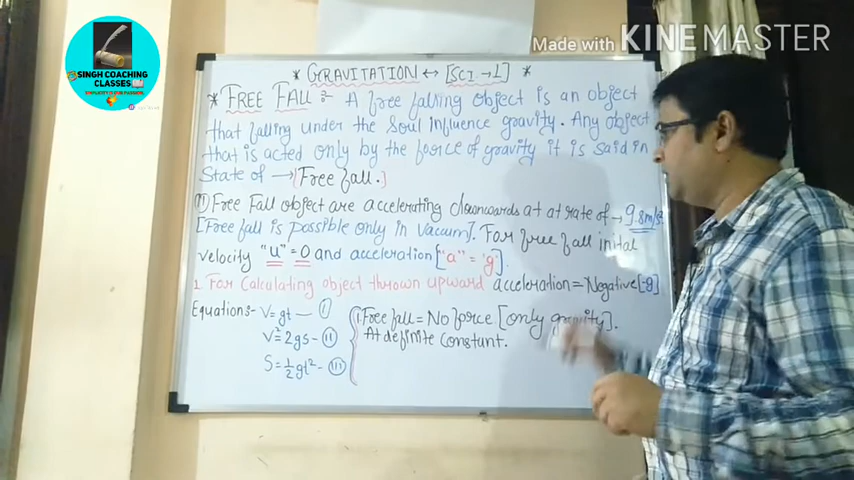 Made with KINEMASTER
SINGH COACHING
CLASSES
* GRAVITATION ↔ [SCI → 1] *
* FREE FALL :- A free falling object is an object
that falling under the Soul Influence gravity. Any object
that is acted only by the force of gravity it is said in
State of → [Free fall.]
(II) Free Fall object are accelerating downwards at at rate of → 9.8m/s²
[Free fall is possible only in vaccum]. For free fall initial
velocity "u" = 0 and acceleration ["a" = "g"].
1. For Calculating object thrown upward acceleration = Negative [-g]
Equations:- V = gt — (I)
V² = 2gs — (II)
S = 1/2 gt² — (III)
(i. Free fall = No force [only gravity].
At definite constant.